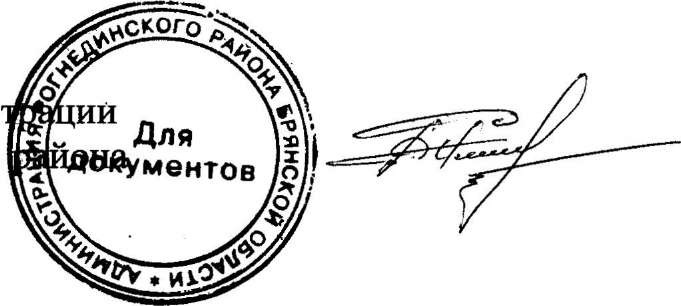 АДМИНИСТРАЦИЯ РОГНЕДИНСКОГО РАЙОНА БРЯНСКОЙ ОБЛАСТИ *
трации
Для
района
документов